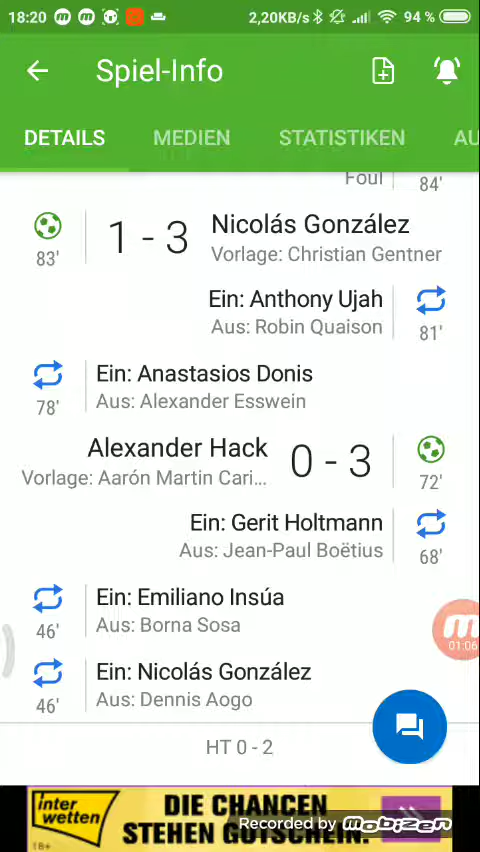 18:20
2,20KB/s
94 %
Spiel-Info
DETAILS
MEDIEN
STATISTIKEN
AU
Foul
84'
83'
1 - 3
Nicolás González
Vorlage: Christian Gentner
Ein: Anthony Ujah
Aus: Robin Quaison
81'
Ein: Anastasios Donis
78'
Aus: Alexander Esswein
Alexander Hack
0 - 3
Vorlage: Aarón Martin Cari...
72'
Ein: Gerit Holtmann
Aus: Jean-Paul Boëtius
68'
Ein: Emiliano Insúa
46'
Aus: Borna Sosa
01:06
Ein: Nicolás González
46'
Aus: Dennis Aogo
HT 0 - 2
inter
wetten
18+
DIE CHANCEN
STEHEN GUTSCHEIN.
Recorded by mobizen